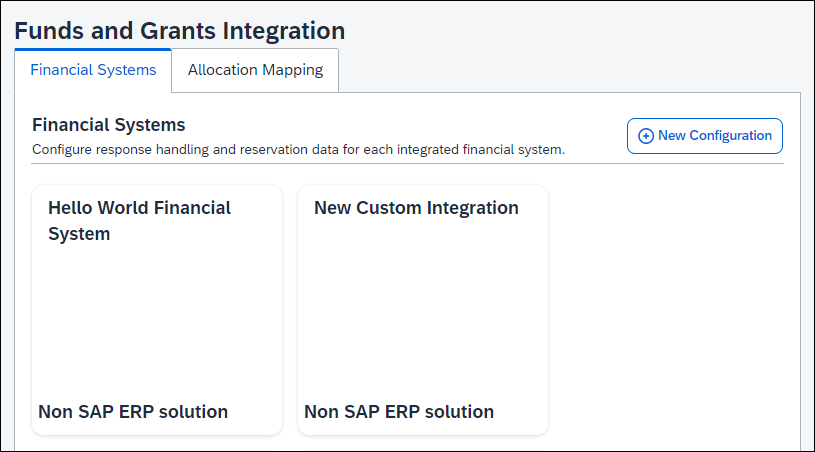 Funds and Grants Integration
Financial Systems
Allocation Mapping
Financial Systems
Configure response handling and reservation data for each integrated financial system.
New Configuration
Hello World Financial
System
Non SAP ERP solution
New Custom Integration
Non SAP ERP solution